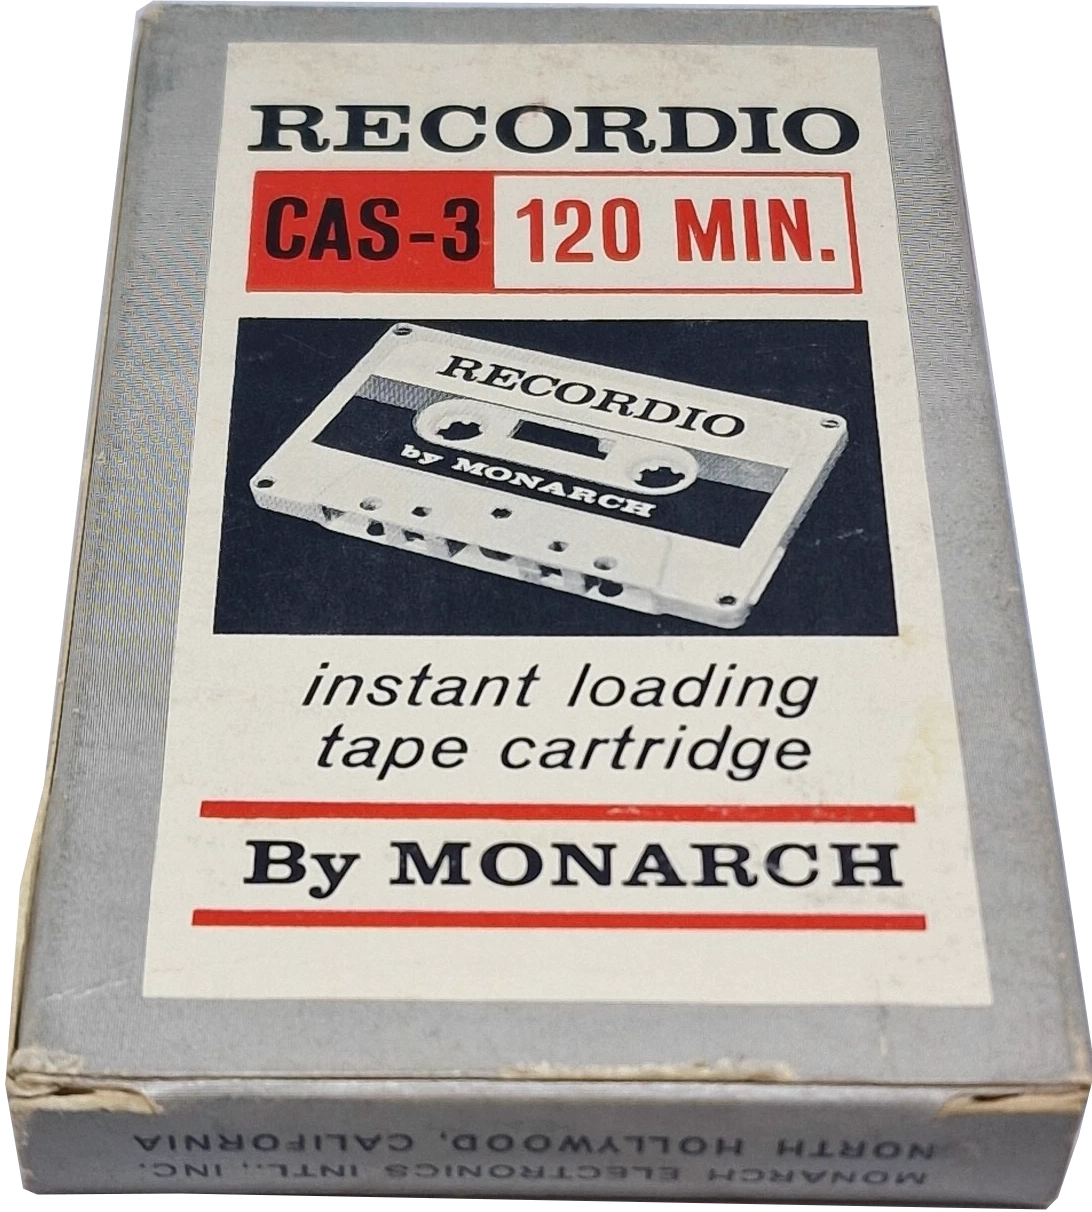 RECORDIO
CAS-3 120 MIN.
RECORDIO
by MONARCH
instant loading
tape cartridge
By MONARCH
MONARCH ELECTRONICS INTL., INC.
NORTH HOLLYWOOD, CALIFORNIA